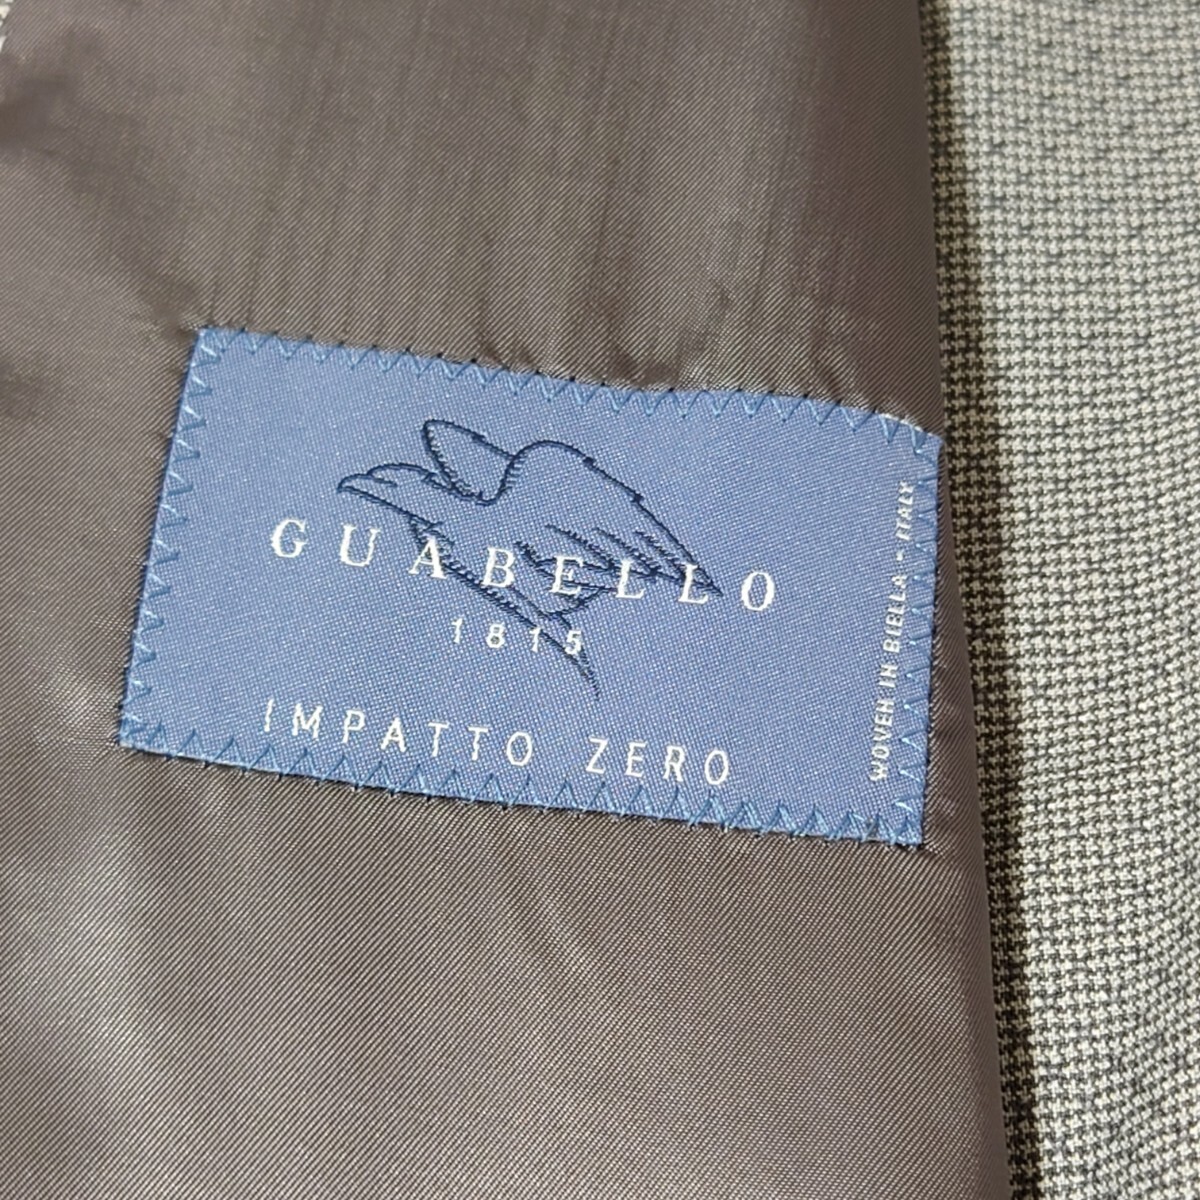 GUABELLO
1815
IMPATTO ZERO
WOVEN IN BIELLA - ITALY